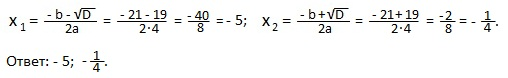 x₁ = (- b - √D)/2a = (- 21 - 19)/(2·4) = -40/8 = - 5;   x₂ = (- b + √D)/2a = (- 21 + 19)/(2·4) = -2/8 = - 1/4.
Ответ: - 5;  - 1/4.